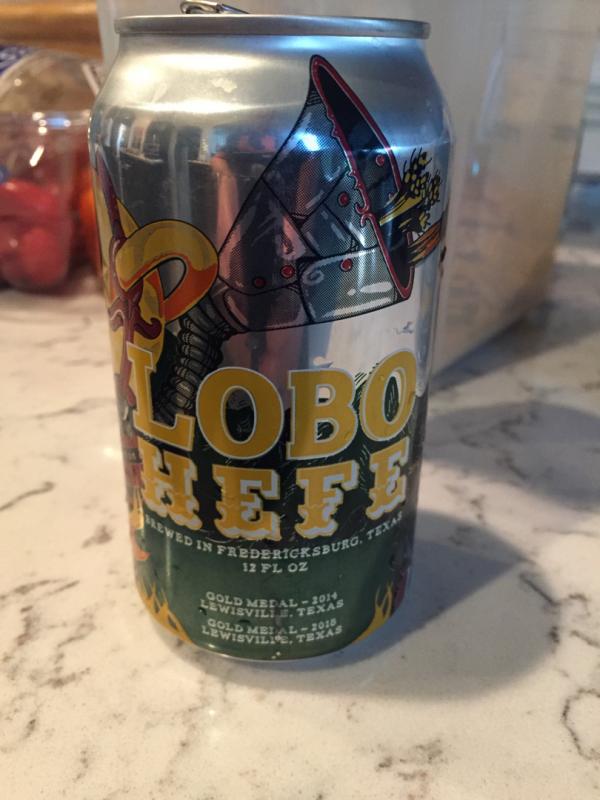 LOBO
HEFE
BREWED IN FREDERICKSBURG, TEXAS
12 FL OZ
GOLD MEDAL - 2014
LEWISVILLE, TEXAS
GOLD MEDAL - 2015
LEWISVILLE, TEXAS